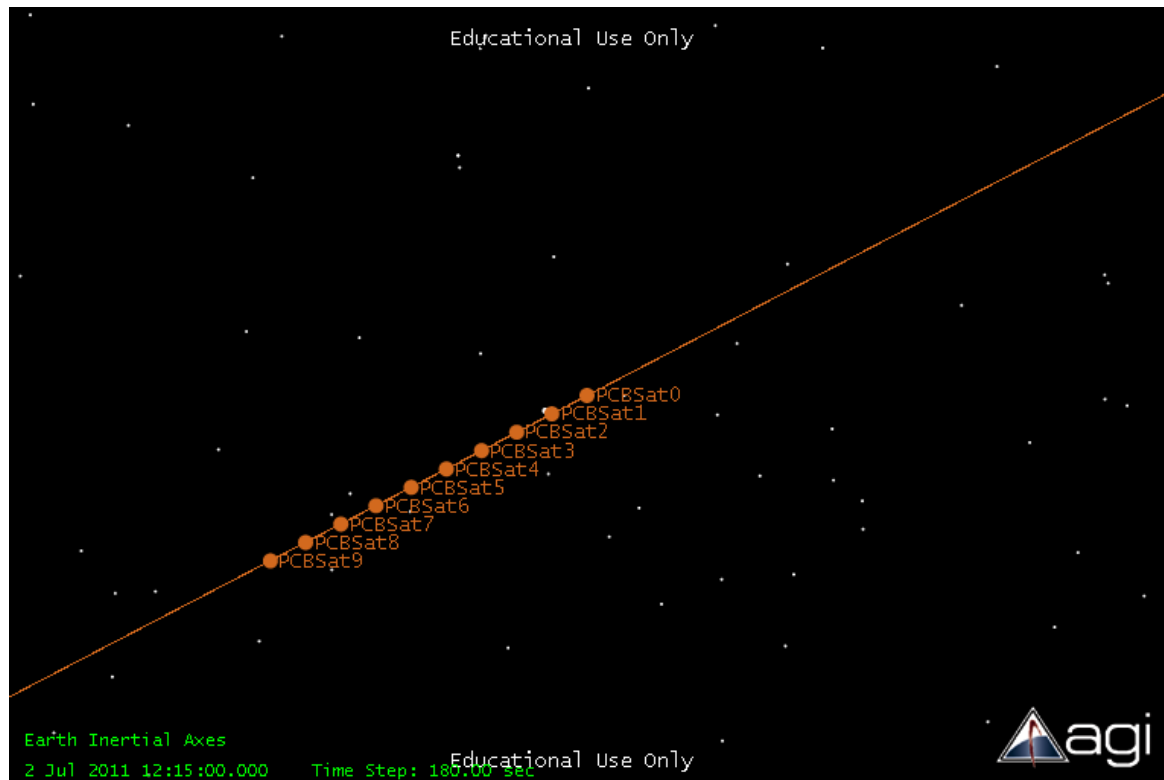 Educational Use Only
PCBSat0
PCBSat1
PCBSat2
PCBSat3
PCBSat4
PCBSat5
PCBSat6
PCBSat7
PCBSat8
PCBSat9
Earth Inertial Axes
2 Jul 2011 12:15:00.000 Time Step: 180.00 sec
Educational Use Only
agi